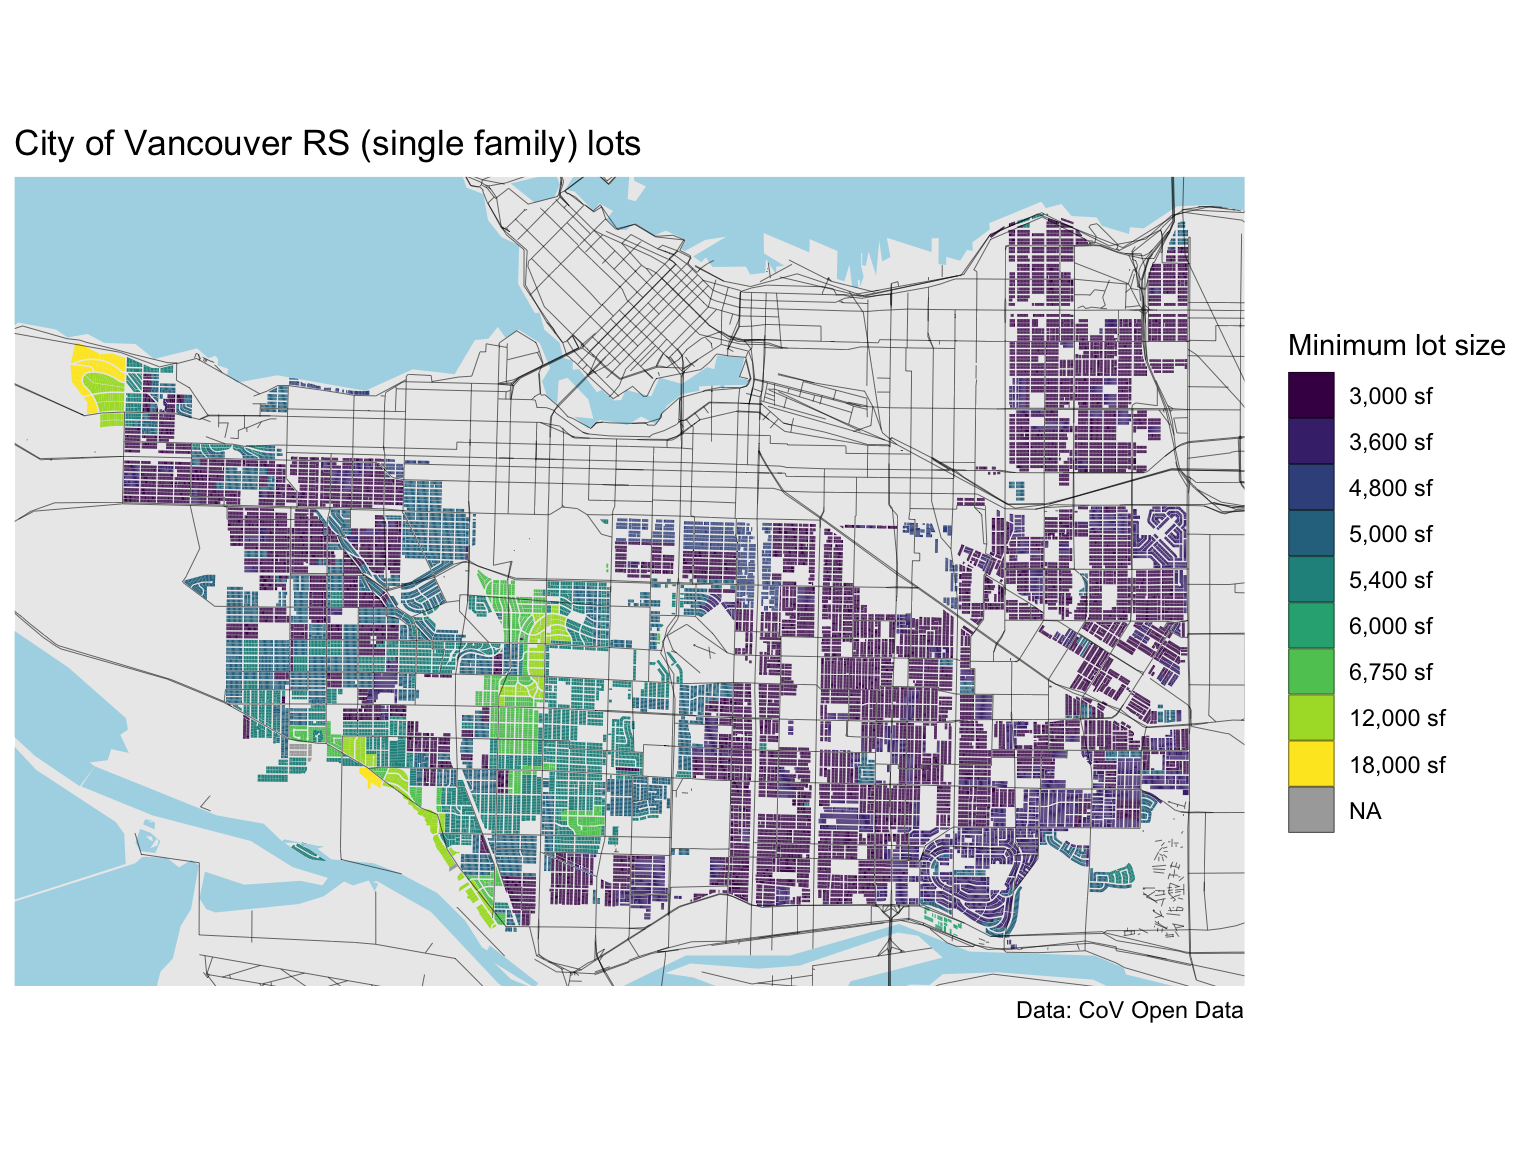 City of Vancouver RS (single family) lots
Minimum lot size
3,000 sf
3,600 sf
4,800 sf
5,000 sf
5,400 sf
6,000 sf
6,750 sf
12,000 sf
18,000 sf
NA
Data: CoV Open Data